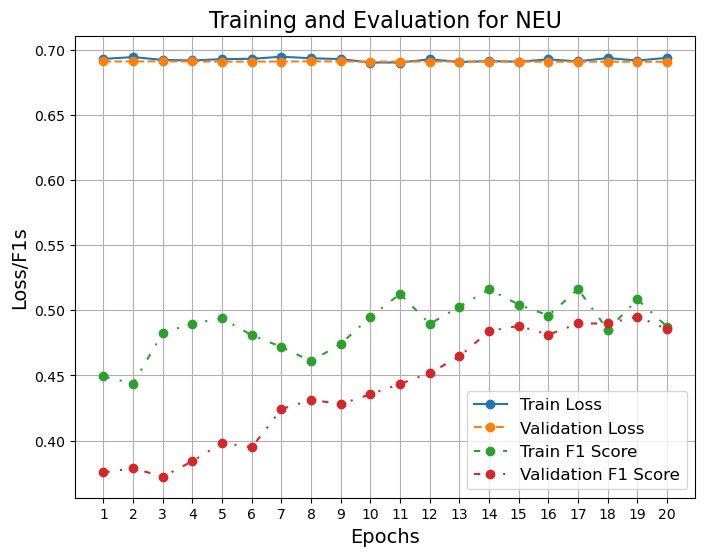 Training and Evaluation for NEU
Loss/F1s
0.70
0.65
0.60
0.55
0.50
0.45
0.40
Train Loss
Validation Loss
Train F1 Score
Validation F1 Score
1 2 3 4 5 6 7 8 9 10 11 12 13 14 15 16 17 18 19 20
Epochs